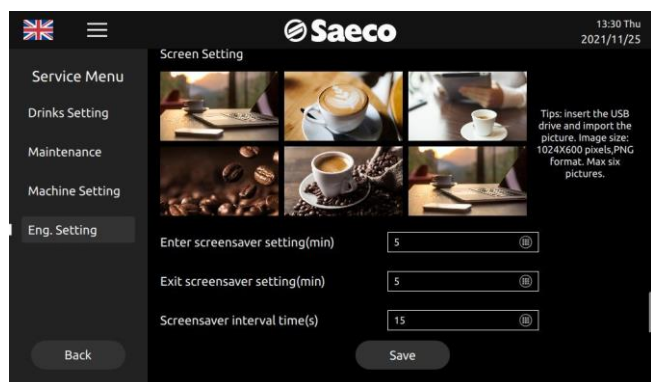 Saeco
13:30 Thu
2021/11/25
Service Menu
Drinks Setting
Maintenance
Machine Setting
Eng. Setting
Back
Screen Setting
Tips: insert the USB
drive and import the
picture. Image size:
1024X600 pixels,PNG
format. Max six
pictures.
Enter screensaver setting(min)
5
Exit screensaver setting(min)
5
Screensaver interval time(s)
15
Save